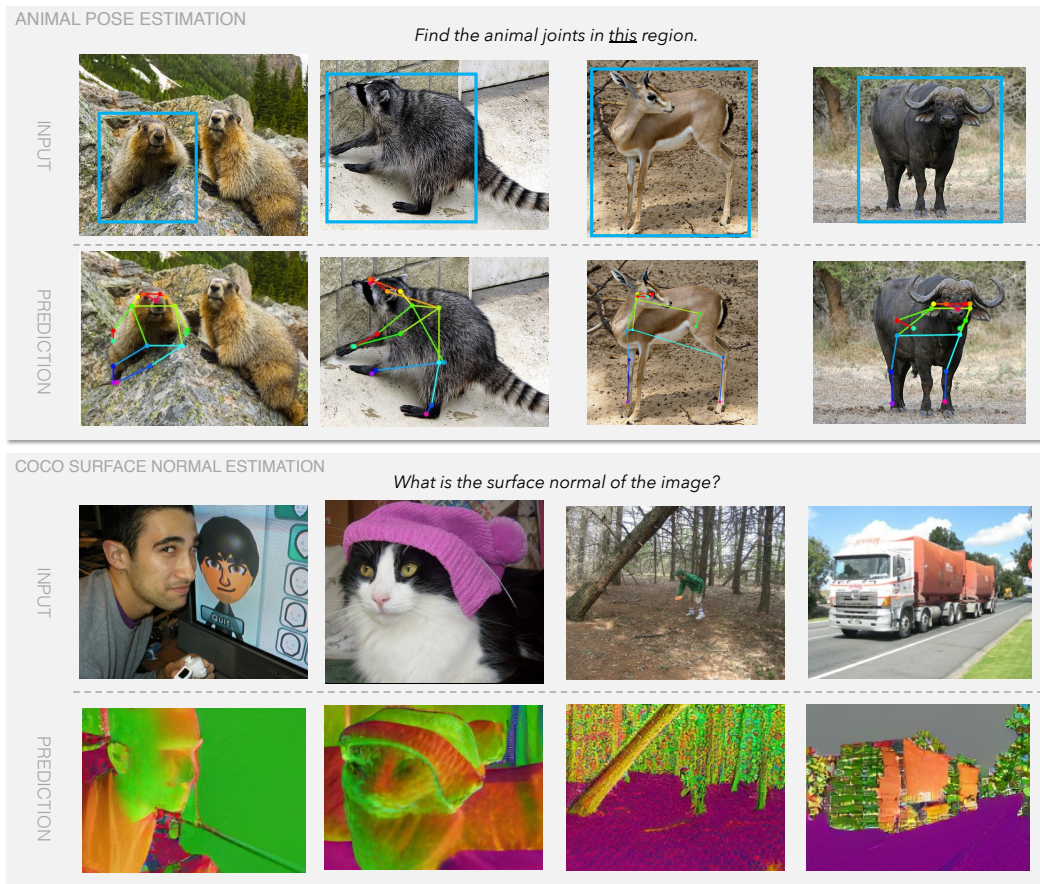 ANIMAL POSE ESTIMATION
Find the animal joints in this region.
INPUT
PREDICTION
COCO SURFACE NORMAL ESTIMATION
What is the surface normal of the image?
INPUT
Quit
PREDICTION